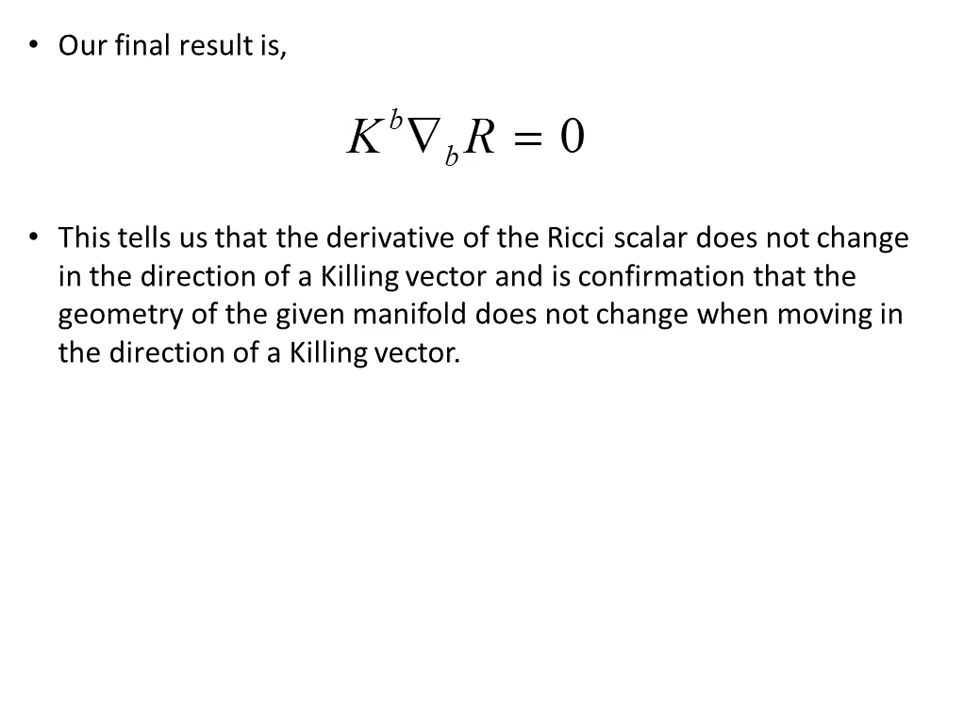 • Our final result is,
K^b ∇_b R = 0
• This tells us that the derivative of the Ricci scalar does not change
in the direction of a Killing vector and is confirmation that the
geometry of the given manifold does not change when moving in
the direction of a Killing vector.